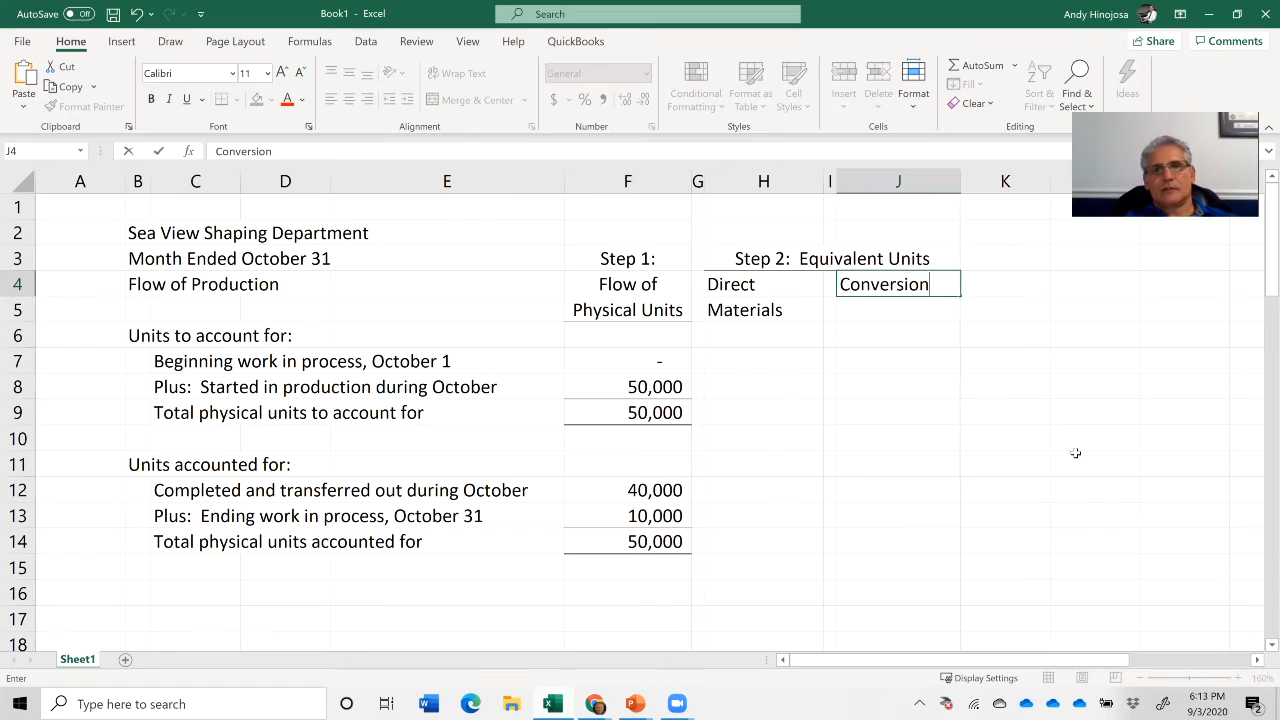 AutoSave Off Book1 - Excel Search Andy Hinojosa
File Home Insert Draw Page Layout Formulas Data Review View Help QuickBooks Share Comments
Paste Cut Copy Format Painter
Clipboard
Calibri 11 A A
B I U A
Font
Wrap Text
Merge & Center
Alignment
General
$ % ,
Number
Conditional Formatting Format as Table Cell Styles
Styles
Insert Delete Format
Cells
AutoSum Fill Clear Sort & Filter Find & Select
Editing
Ideas
Ideas
J4 fx Conversion
A B C D E F G H I J K
1
2 Sea View Shaping Department
3 Month Ended October 31 Step 1: Step 2: Equivalent Units
4 Flow of Production Flow of Direct Conversion
5 Physical Units Materials
6 Units to account for:
7 Beginning work in process, October 1 -
8 Plus: Started in production during October 50,000
9 Total physical units to account for 50,000
10
11 Units accounted for:
12 Completed and transferred out during October 40,000
13 Plus: Ending work in process, October 31 10,000
14 Total physical units accounted for 50,000
15
16
17
18
Sheet1
Enter Display Settings 160%
Type here to search 6:13 PM
9/3/2020 2